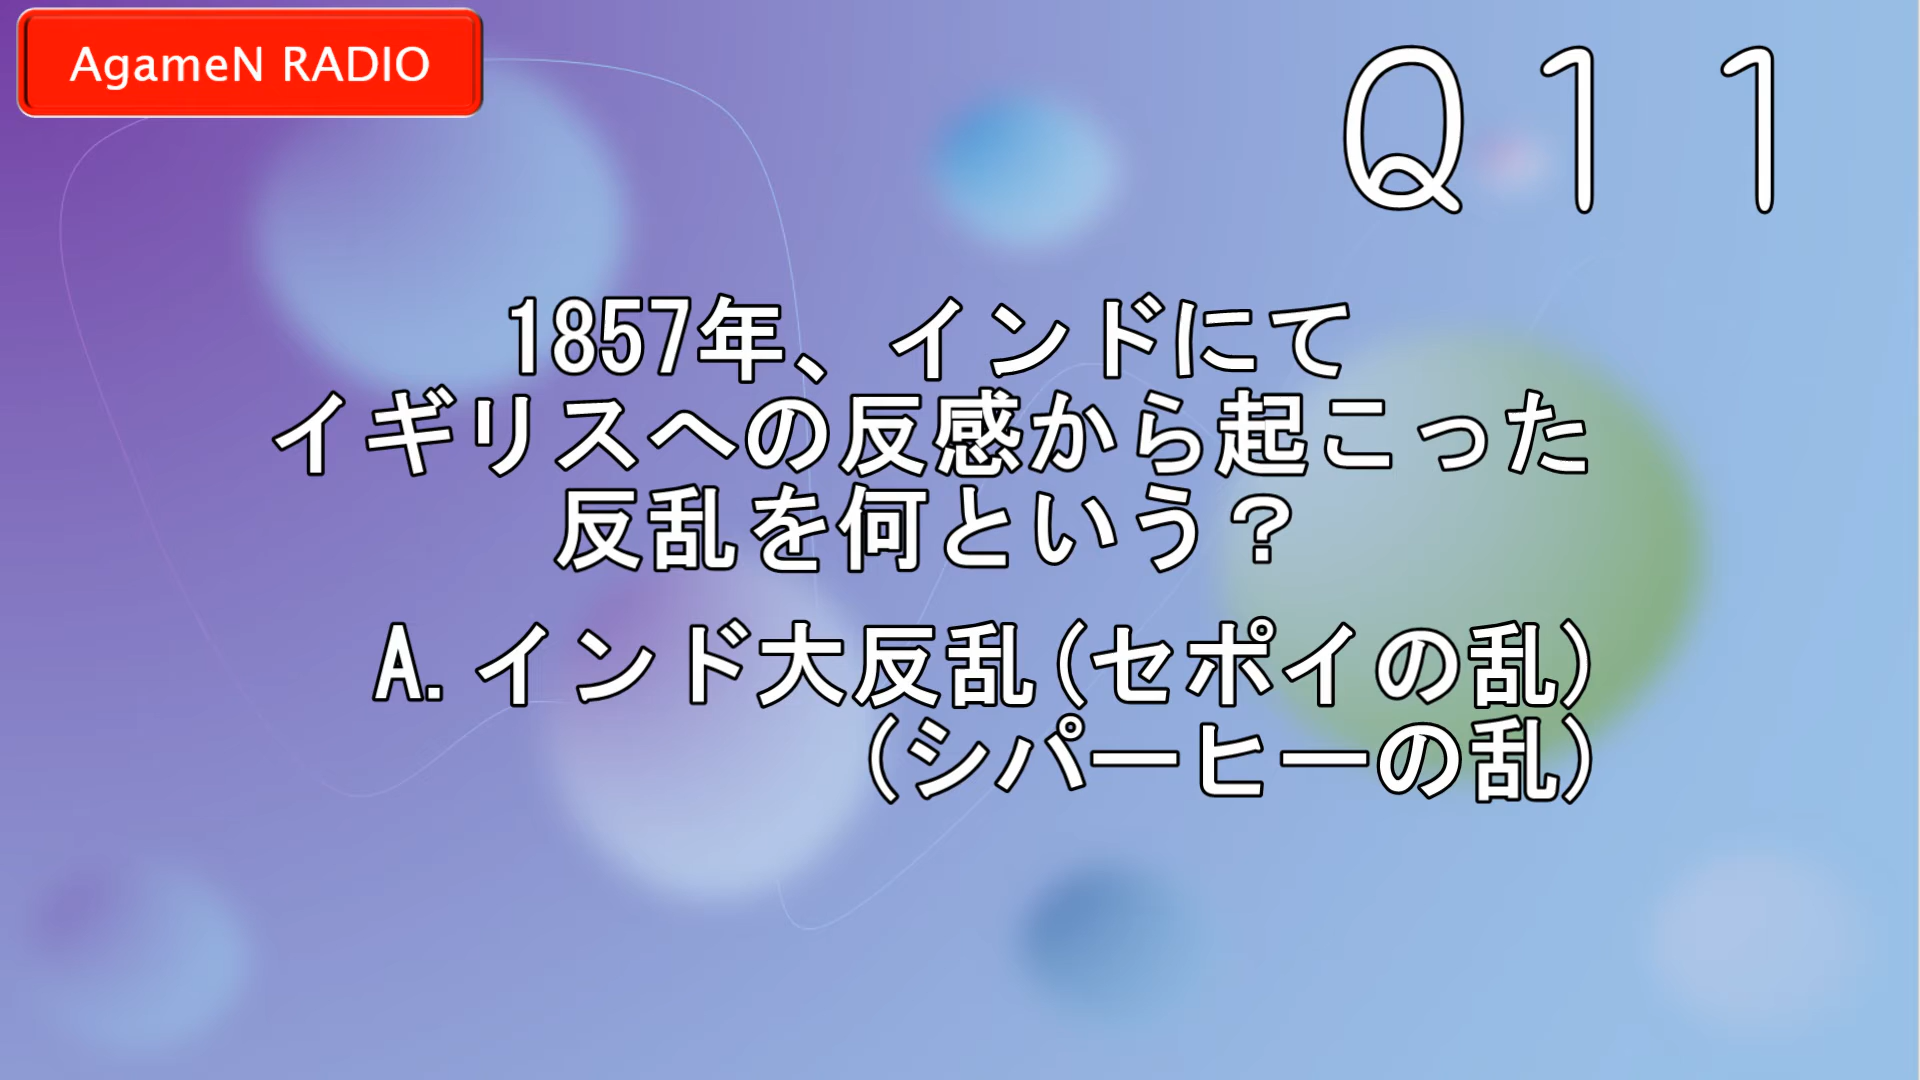 AgameN RADIO
Q11
1857年、インドにて
イギリスへの反感から起こった
反乱を何という？
A.インド大反乱(セポイの乱)
(シパーヒーの乱)